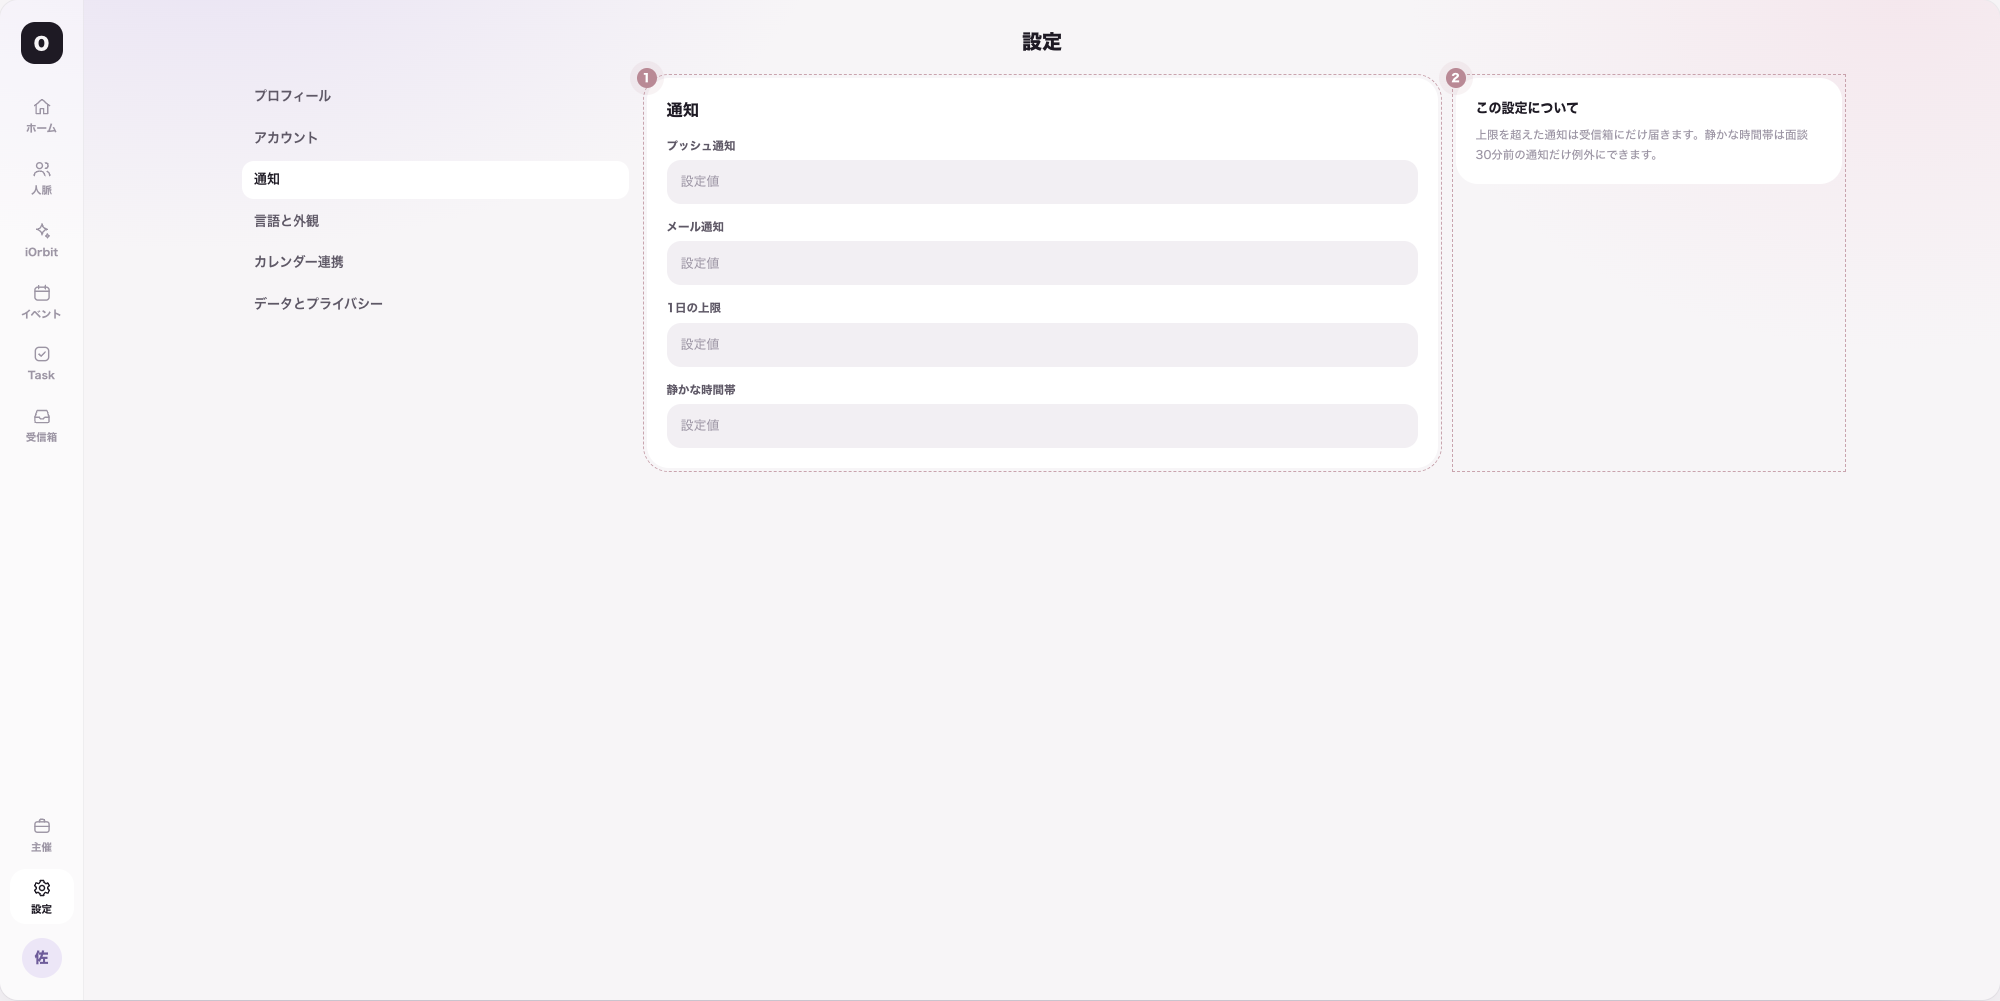 O
ホーム
人脈
iOrbit
イベント
Task
受信箱
主催
設定
佐
設定
プロフィール
アカウント
通知
言語と外観
カレンダー連携
データとプライバシー
1
通知
プッシュ通知
設定値
メール通知
設定値
1日の上限
設定値
静かな時間帯
設定値
2
この設定について
上限を超えた通知は受信箱にだけ届きます。静かな時間帯は面談
30分前の通知だけ例外にできます。